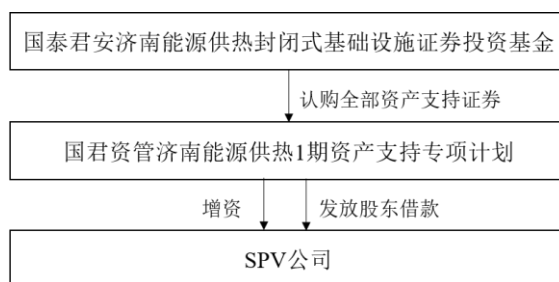 国泰君安济南能源供热封闭式基础设施证券投资基金
认购全部资产支持证券
国君资管济南能源供热1期资产支持专项计划
增资 发放股东借款
SPV公司